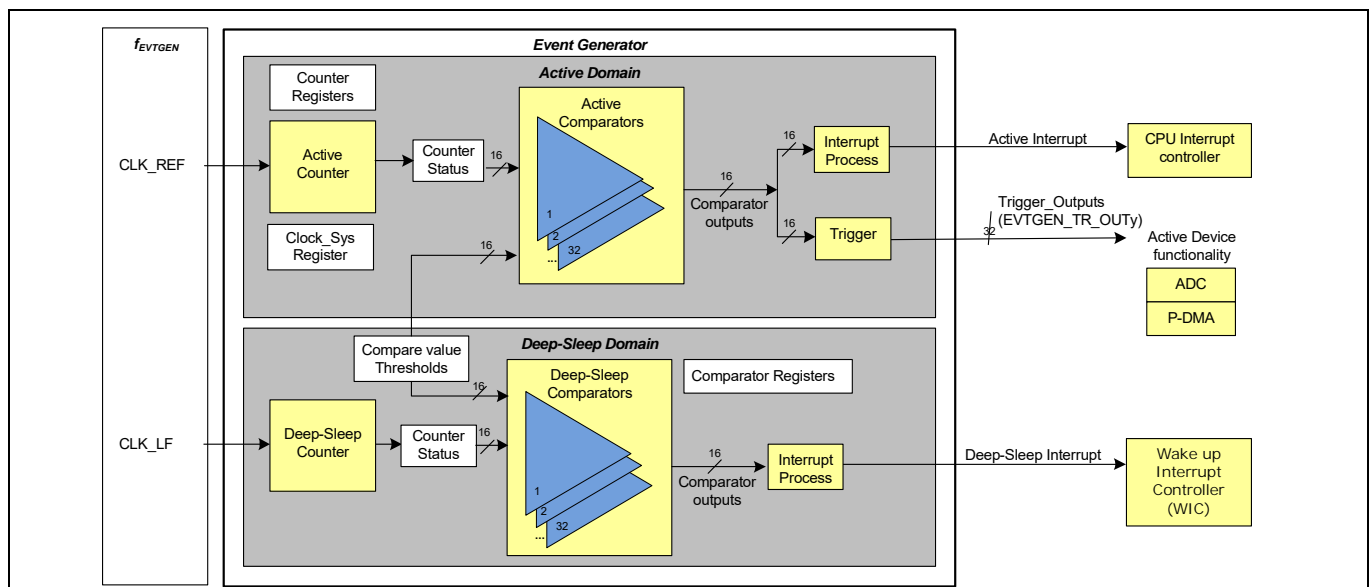 f_EVTGEN
Event Generator
Active Domain
Counter
Registers
CLK_REF
Active
Counter
Counter
Status
16
Clock_Sys
Register
16
Active
Comparators
1
2
...
32
16
Comparator
outputs
16
Interrupt
Process
16
Trigger
Active Interrupt
CPU Interrupt
controller
Trigger_Outputs
(EVTGEN_TR_OUTy)
32
Active Device
functionality
ADC
P-DMA
Deep-Sleep Domain
Compare value
Thresholds
16
CLK_LF
Deep-Sleep
Counter
Counter
Status
16
Deep-Sleep
Comparators
1
2
...
32
Comparator Registers
16
Comparator
outputs
Interrupt
Process
Deep-Sleep Interrupt
Wake up
Interrupt
Controller
(WIC)